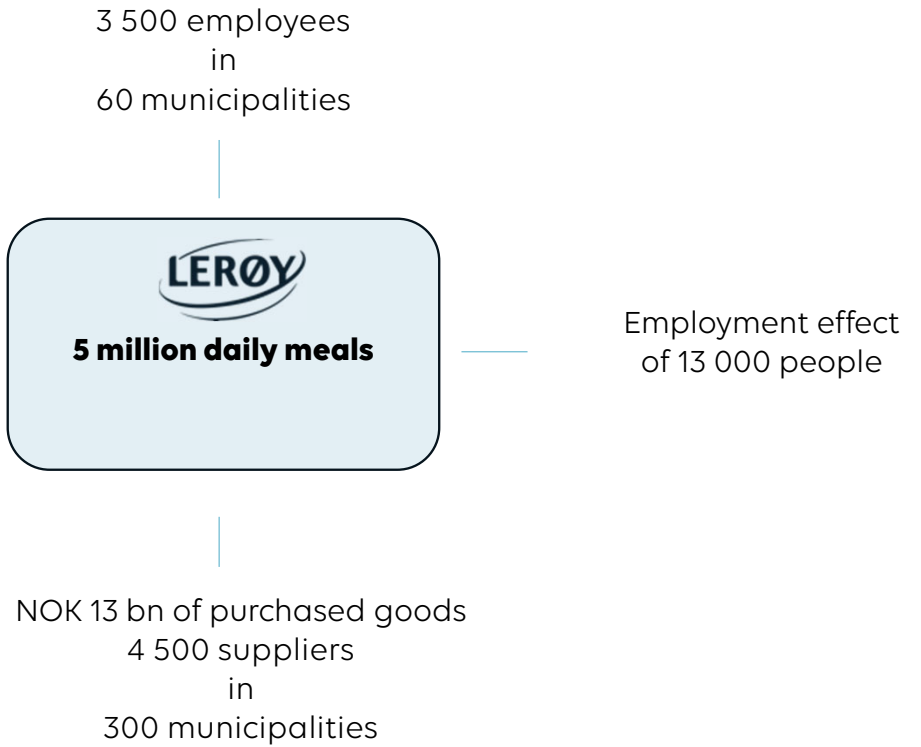 3 500 employees
in
60 municipalities
LERØY
5 million daily meals
Employment effect
of 13 000 people
NOK 13 bn of purchased goods
4 500 suppliers
in
300 municipalities